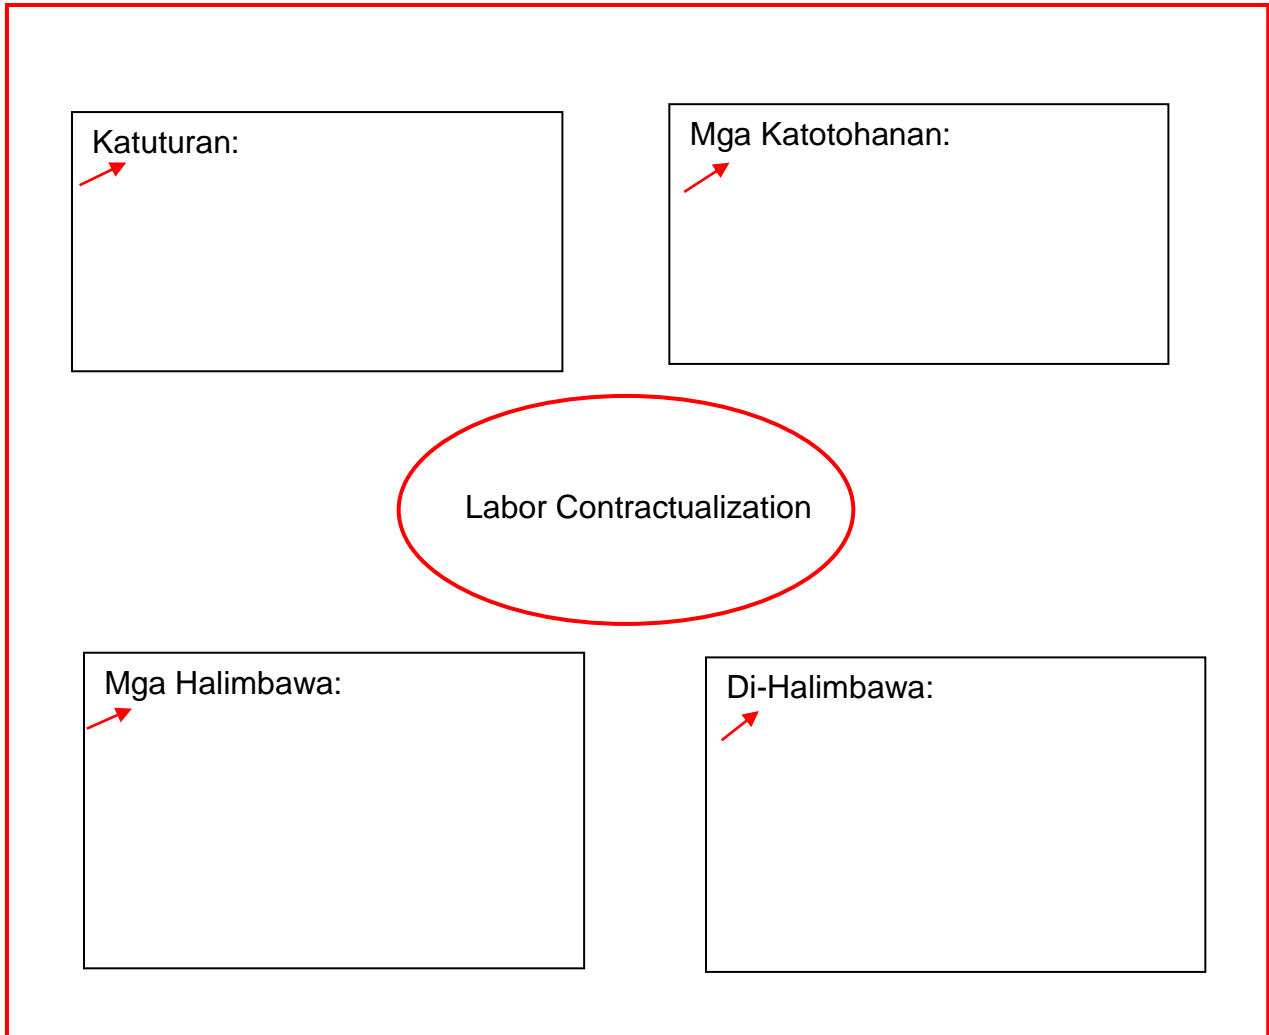 Katuturan:
Mga Katotohanan:
Labor Contractualization
Mga Halimbawa:
Di-Halimbawa: